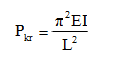 P_kr = π²EI / L²